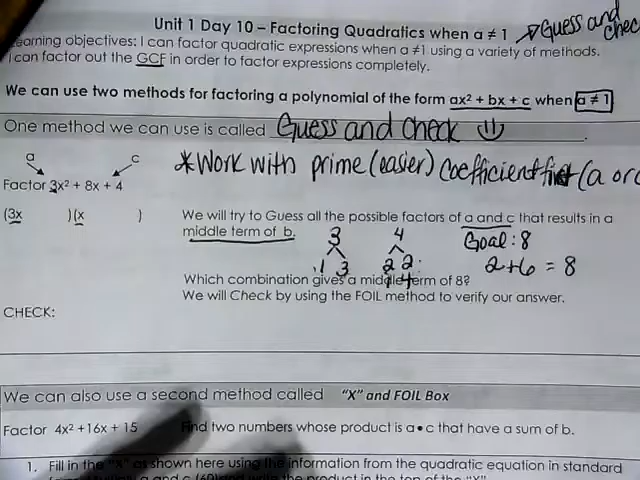 Unit 1 Day 10 – Factoring Quadratics when a ≠ 1 Guess and
Learning objectives: I can factor quadratic expressions when a ≠1 using a variety of methods.
I can factor out the GCF in order to factor expressions completely.
We can use two methods for factoring a polynomial of the form ax² + bx + c when a ≠ 1
One method we can use is called Guess and Check
a c
*Work with prime (easier) coefficient first (a or c
Factor 3x² + 8x + 4
(3x )(x )
We will try to Guess all the possible factors of a and c that results in a
middle term of b.
3 4 Goal: 8
1 3 2 2 2+6 = 8
1 4
Which combination gives a middle term of 8?
We will Check by using the FOIL method to verify our answer.
CHECK:
We can also use a second method called "X" and FOIL Box
Factor 4x² +16x + 15 Find two numbers whose product is a•c that have a sum of b.
1. Fill in the "X" as shown here using the information from the quadratic equation in standard